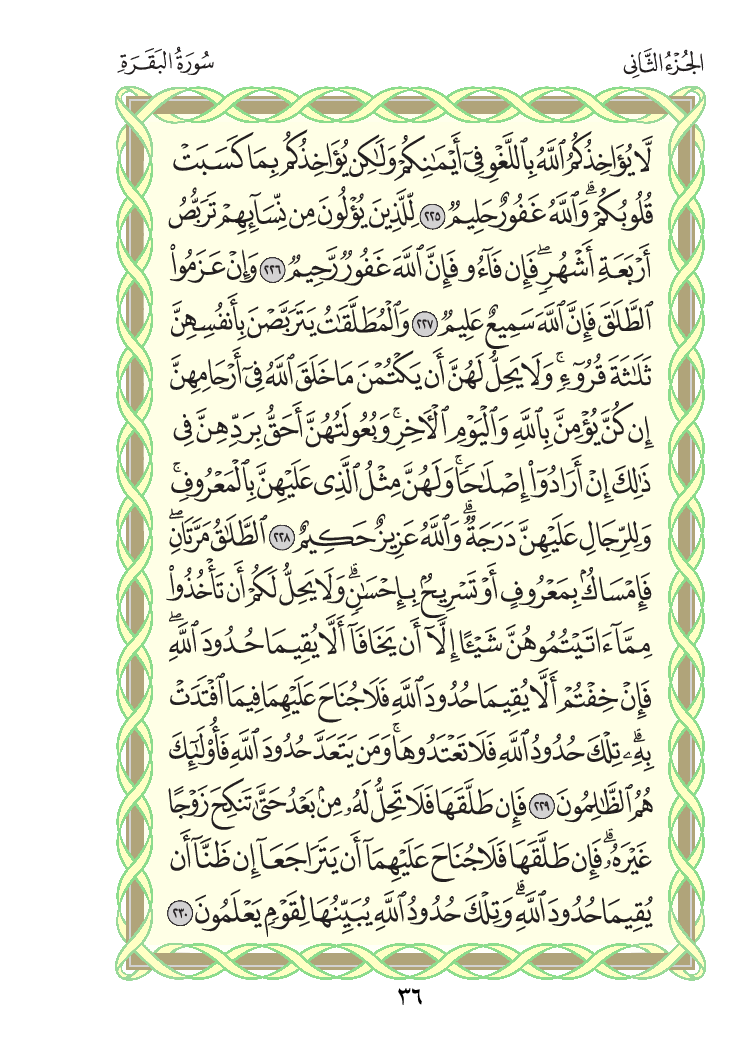 الجُزْءُ الثَّانِي
سُورَةُ البَقَرَةِ
لَّا يُؤَاخِذُكُمُ ٱللَّهُ بِٱللَّغْوِ فِىٓ أَيْمَـٰنِكُمْ وَلَـٰكِن يُؤَاخِذُكُم بِمَا كَسَبَتْ
قُلُوبُكُمْ ۗ وَٱللَّهُ غَفُورٌ حَلِيمٌ ٢٢٥ لِّلَّذِينَ يُؤْلُونَ مِن نِّسَآئِهِمْ تَرَبُّصُ
أَرْبَعَةِ أَشْهُرٍ ۖ فَإِن فَآءُو فَإِنَّ ٱللَّهَ غَفُورٌ رَّحِيمٌ ٢٢٦ وَإِنْ عَزَمُوا۟
ٱلطَّلَـٰقَ فَإِنَّ ٱللَّهَ سَمِيعٌ عَلِيمٌ ٢٢٧ وَٱلْمُطَلَّقَـٰتُ يَتَرَبَّصْنَ بِأَنفُسِهِنَّ
ثَلَـٰثَةَ قُرُوٓءٍ ۚ وَلَا يَحِلُّ لَهُنَّ أَن يَكْتُمْنَ مَا خَلَقَ ٱللَّهُ فِىٓ أَرْحَامِهِنَّ
إِن كُنَّ يُؤْمِنَّ بِٱللَّهِ وَٱلْيَوْمِ ٱلْـَٔاخِرِ ۚ وَبُعُولَتُهُنَّ أَحَقُّ بِرَدِّهِنَّ فِى
ذَٰلِكَ إِنْ أَرَادُوٓا۟ إِصْلَـٰحًا ۚ وَلَهُنَّ مِثْلُ ٱلَّذِى عَلَيْهِنَّ بِٱلْمَعْرُوفِ ۚ
وَلِلرِّجَالِ عَلَيْهِنَّ دَرَجَةٌ ۗ وَٱللَّهُ عَزِيزٌ حَكِيمٌ ٢٢٨ ٱلطَّلَـٰقُ مَرَّتَانِ ۖ
فَإِمْسَاكٌۢ بِمَعْرُوفٍ أَوْ تَسْرِيحٌۢ بِإِحْسَـٰنٍ ۗ وَلَا يَحِلُّ لَكُمْ أَن تَأْخُذُوا۟
مِمَّآ ءَاتَيْتُمُوهُنَّ شَيْـًٔا إِلَّآ أَن يَخَافَآ أَلَّا يُقِيمَا حُدُودَ ٱللَّهِ ۖ
فَإِنْ خِفْتُمْ أَلَّا يُقِيمَا حُدُودَ ٱللَّهِ فَلَا جُنَاحَ عَلَيْهِمَا فِيمَا ٱفْتَدَتْ
بِهِۦ ۗ تِلْكَ حُدُودُ ٱللَّهِ فَلَا تَعْتَدُوهَا ۚ وَمَن يَتَعَدَّ حُدُودَ ٱللَّهِ فَأُو۟لَـٰٓئِكَ
هُمُ ٱلظَّـٰلِمُونَ ٢٢٩ فَإِن طَلَّقَهَا فَلَا تَحِلُّ لَهُۥ مِنۢ بَعْدُ حَتَّىٰ تَنكِحَ زَوْجًا
غَيْرَهُۥ ۗ فَإِن طَلَّقَهَا فَلَا جُنَاحَ عَلَيْهِمَآ أَن يَتَرَاجَعَآ إِن ظَنَّآ أَن
يُقِيمَا حُدُودَ ٱللَّهِ ۗ وَتِلْكَ حُدُودُ ٱللَّهِ يُبَيِّنُهَا لِقَوْمٍ يَعْلَمُونَ ٢٣٠
٣٦